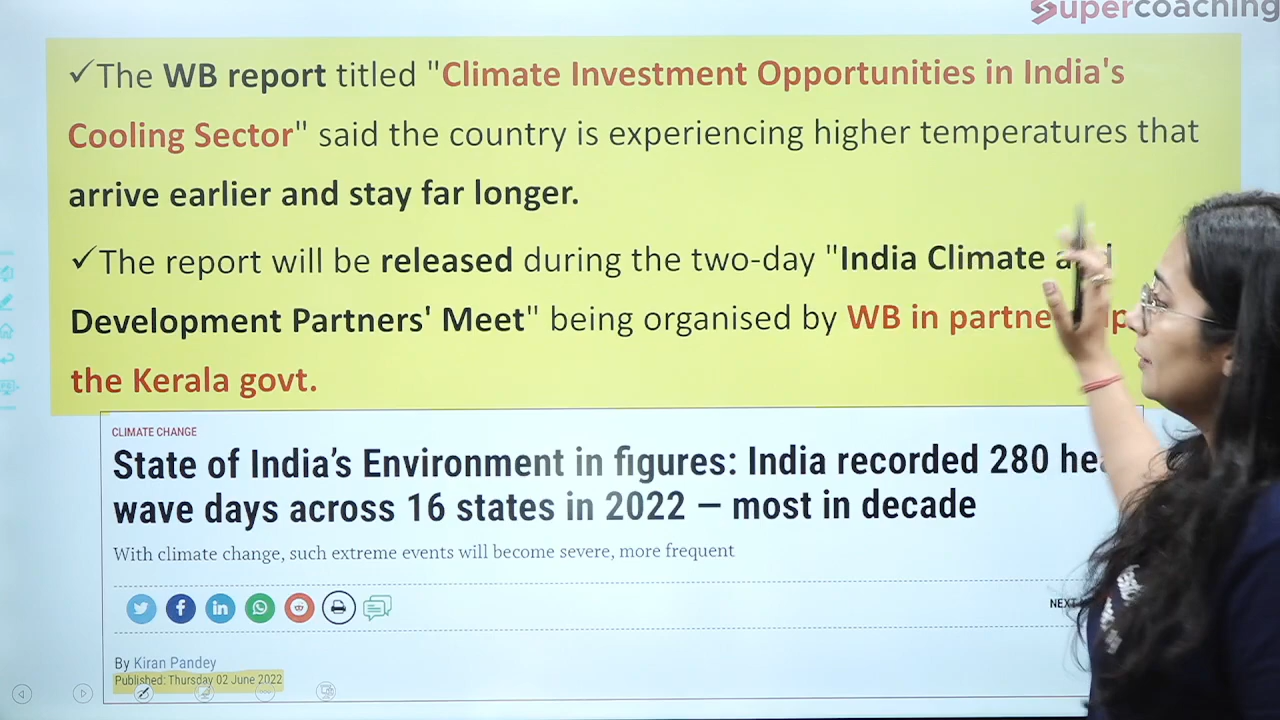 Supercoaching
✓The WB report titled "Climate Investment Opportunities in India's
Cooling Sector" said the country is experiencing higher temperatures that
arrive earlier and stay far longer.
✓The report will be released during the two-day "India Climate
Development Partners' Meet" being organised by WB in
the Kerala govt.
CLIMATE CHANGE
State of India's Environment in figures: India recorded 280
wave days across 16 states in 2022 — most in decade
With climate change, such extreme events will become severe, more frequent
NEXT
By Kiran Pandey
Published: Thursday 02 June 2022